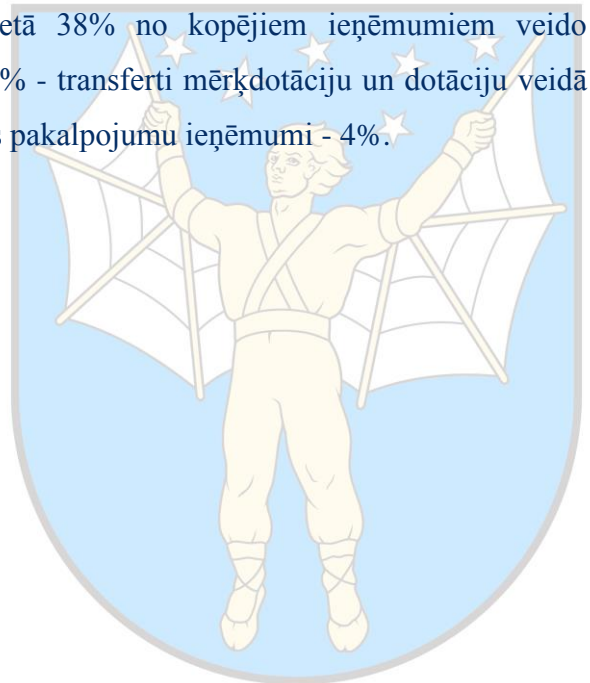 etā 38% no kopējiem ieņēmumiem veido
% - transferti mērķdotāciju un dotāciju veidā
pakalpojumu ieņēmumi - 4%.